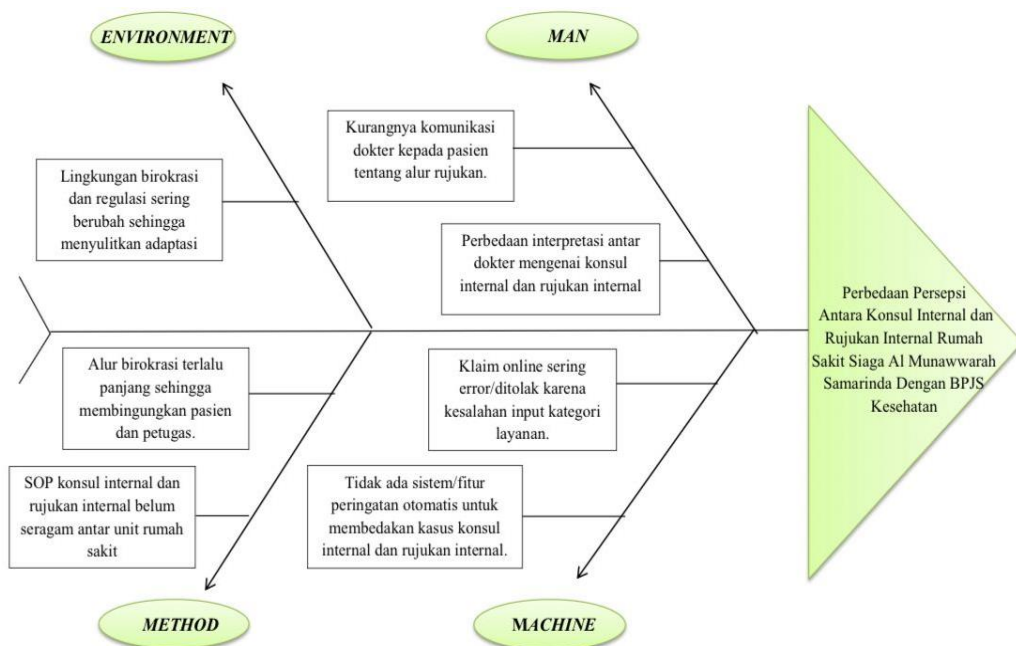 ENVIRONMENT
MAN
Kurangnya komunikasi
dokter kepada pasien
tentang alur rujukan.
Lingkungan birokrasi
dan regulasi sering
berubah sehingga
menyulitkan adaptasi
Perbedaan interpretasi antar
dokter mengenai konsul
internal dan rujukan internal
Perbedaan Persepsi
Antara Konsul Internal dan
Rujukan Internal Rumah
Sakit Siaga Al Munawwarah
Samarinda Dengan BPJS
Kesehatan
Alur birokrasi terlalu
panjang sehingga
membingungkan pasien
dan petugas.
Klaim online sering
error/ditolak karena
kesalahan input kategori
layanan.
SOP konsul internal dan
rujukan internal belum
seragam antar unit rumah
sakit
Tidak ada sistem/fitur
peringatan otomatis untuk
membedakan kasus konsul
internal dan rujukan internal.
METHOD
MACHINE